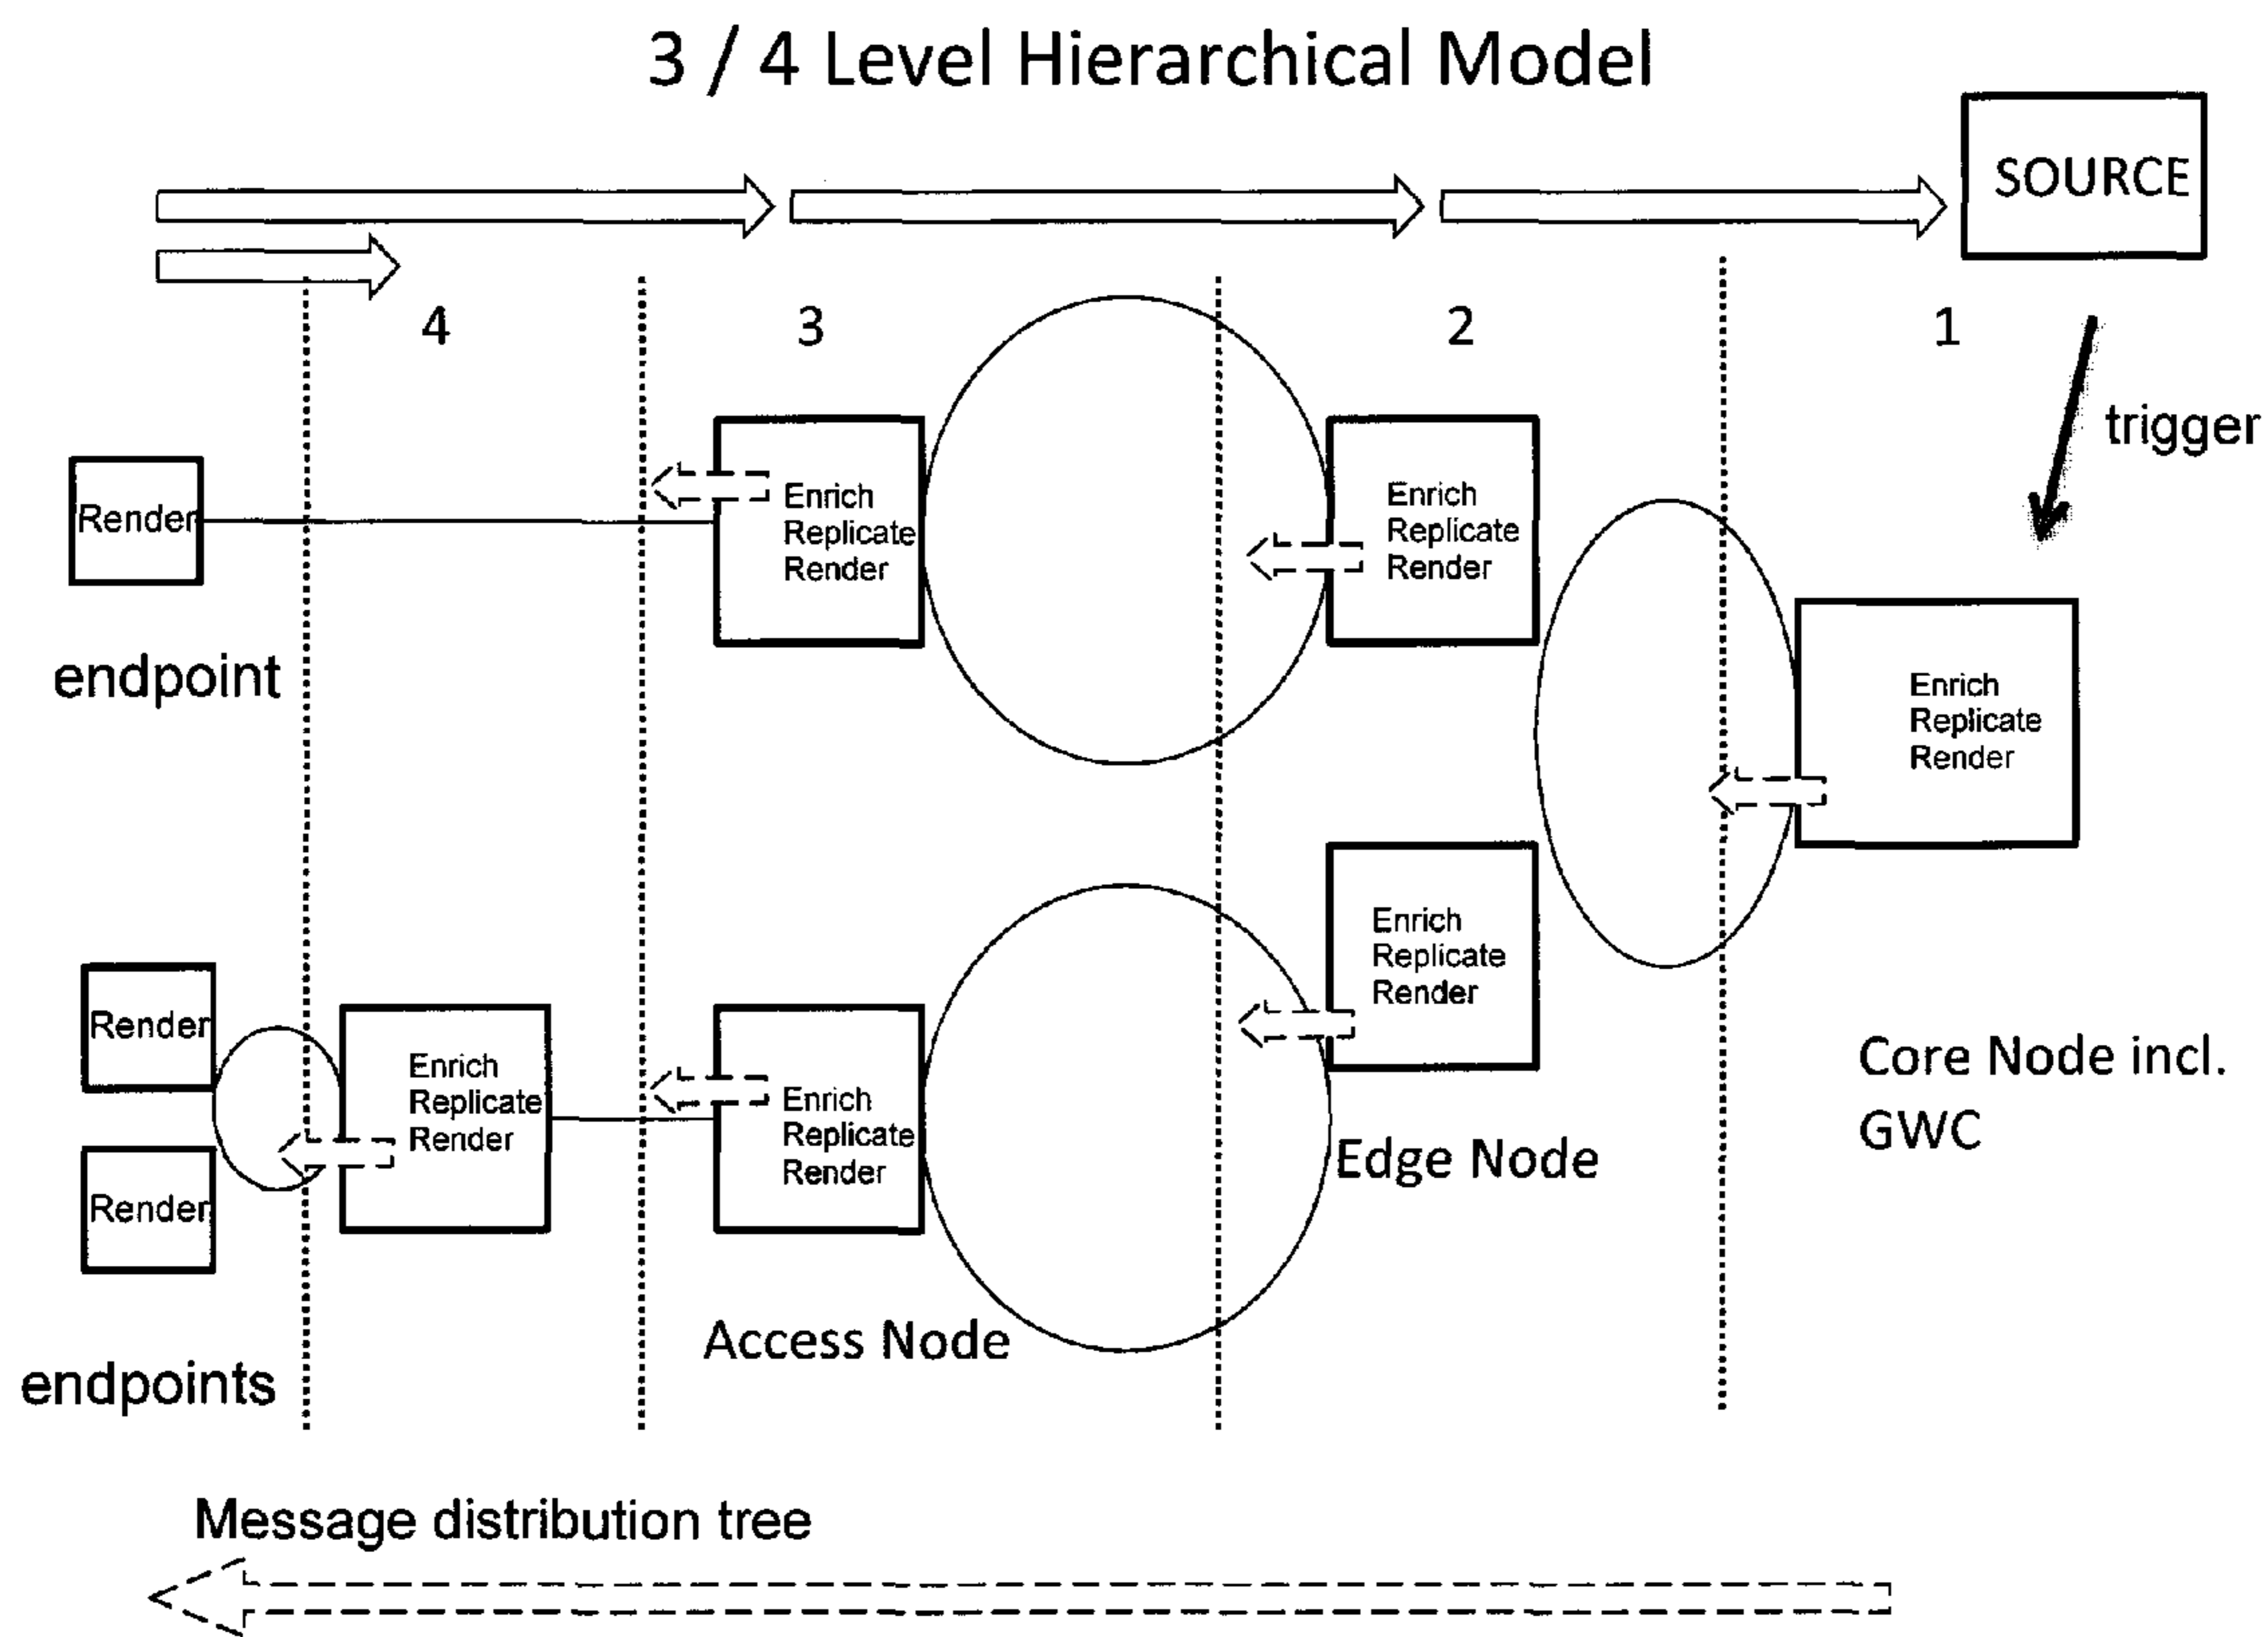 3 / 4 Level Hierarchical Model
SOURCE
4
3
2
1
trigger
Render
Enrich
Replicate
Render
Enrich
Replicate
Render
endpoint
Enrich
Replicate
Render
Enrich
Replicate
Render
Render
Enrich
Replicate
Render
Enrich
Replicate
Render
Render
Core Node incl.
GWC
Edge Node
Access Node
endpoints
Message distribution tree